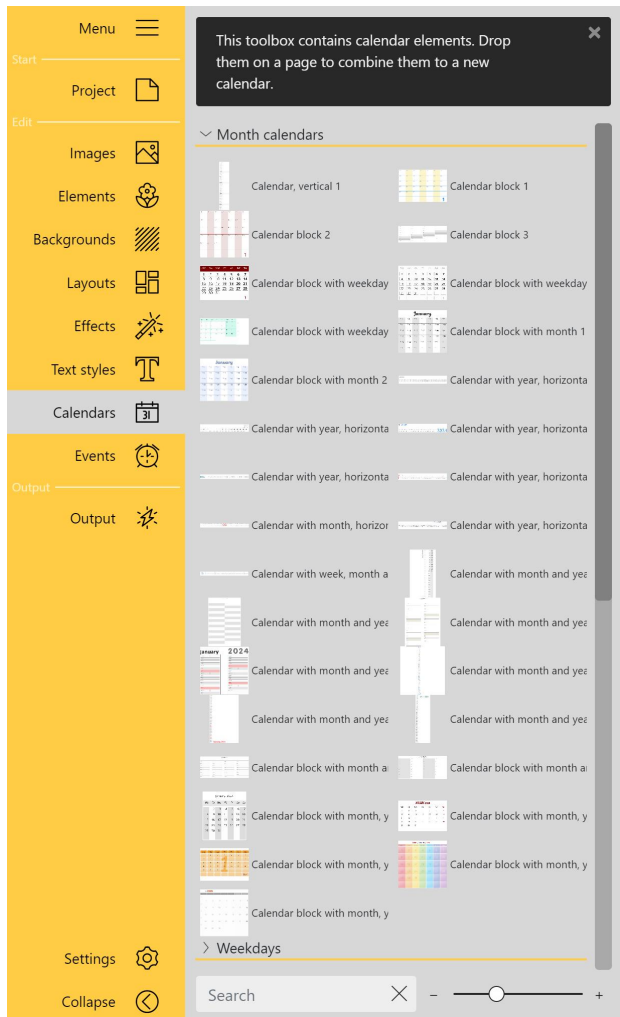 Menu
Start
Project
Edit
Images
Elements
Backgrounds
Layouts
Effects
Text styles
Calendars
31
Events
Output
Output
Settings
Collapse
This toolbox contains calendar elements. Drop
them on a page to combine them to a new
calendar.
Month calendars
Calendar, vertical 1
Calendar block 1
Calendar block 2
Calendar block 3
Calendar block with weekday
Calendar block with weekday
Calendar block with weekday
January
Calendar block with month 1
January
Calendar block with month 2
Calendar with year, horizonta
Calendar with year, horizonta
Calendar with year, horizonta
Calendar with year, horizonta
Calendar with year, horizonta
Calendar with month, horizor
Calendar with year, horizonta
Calendar with week, month a
Calendar with month and yea
Calendar with month and yea
Calendar with month and yea
January 2024
Calendar with month and yea
Calendar with month and yea
Calendar with month and yea
Calendar with month and yea
Calendar block with month a
Calendar block with month a
Calendar block with month, y
Calendar block with month, y
Calendar block with month, y
Calendar block with month, y
Calendar block with month, y
Weekdays
Search
- +